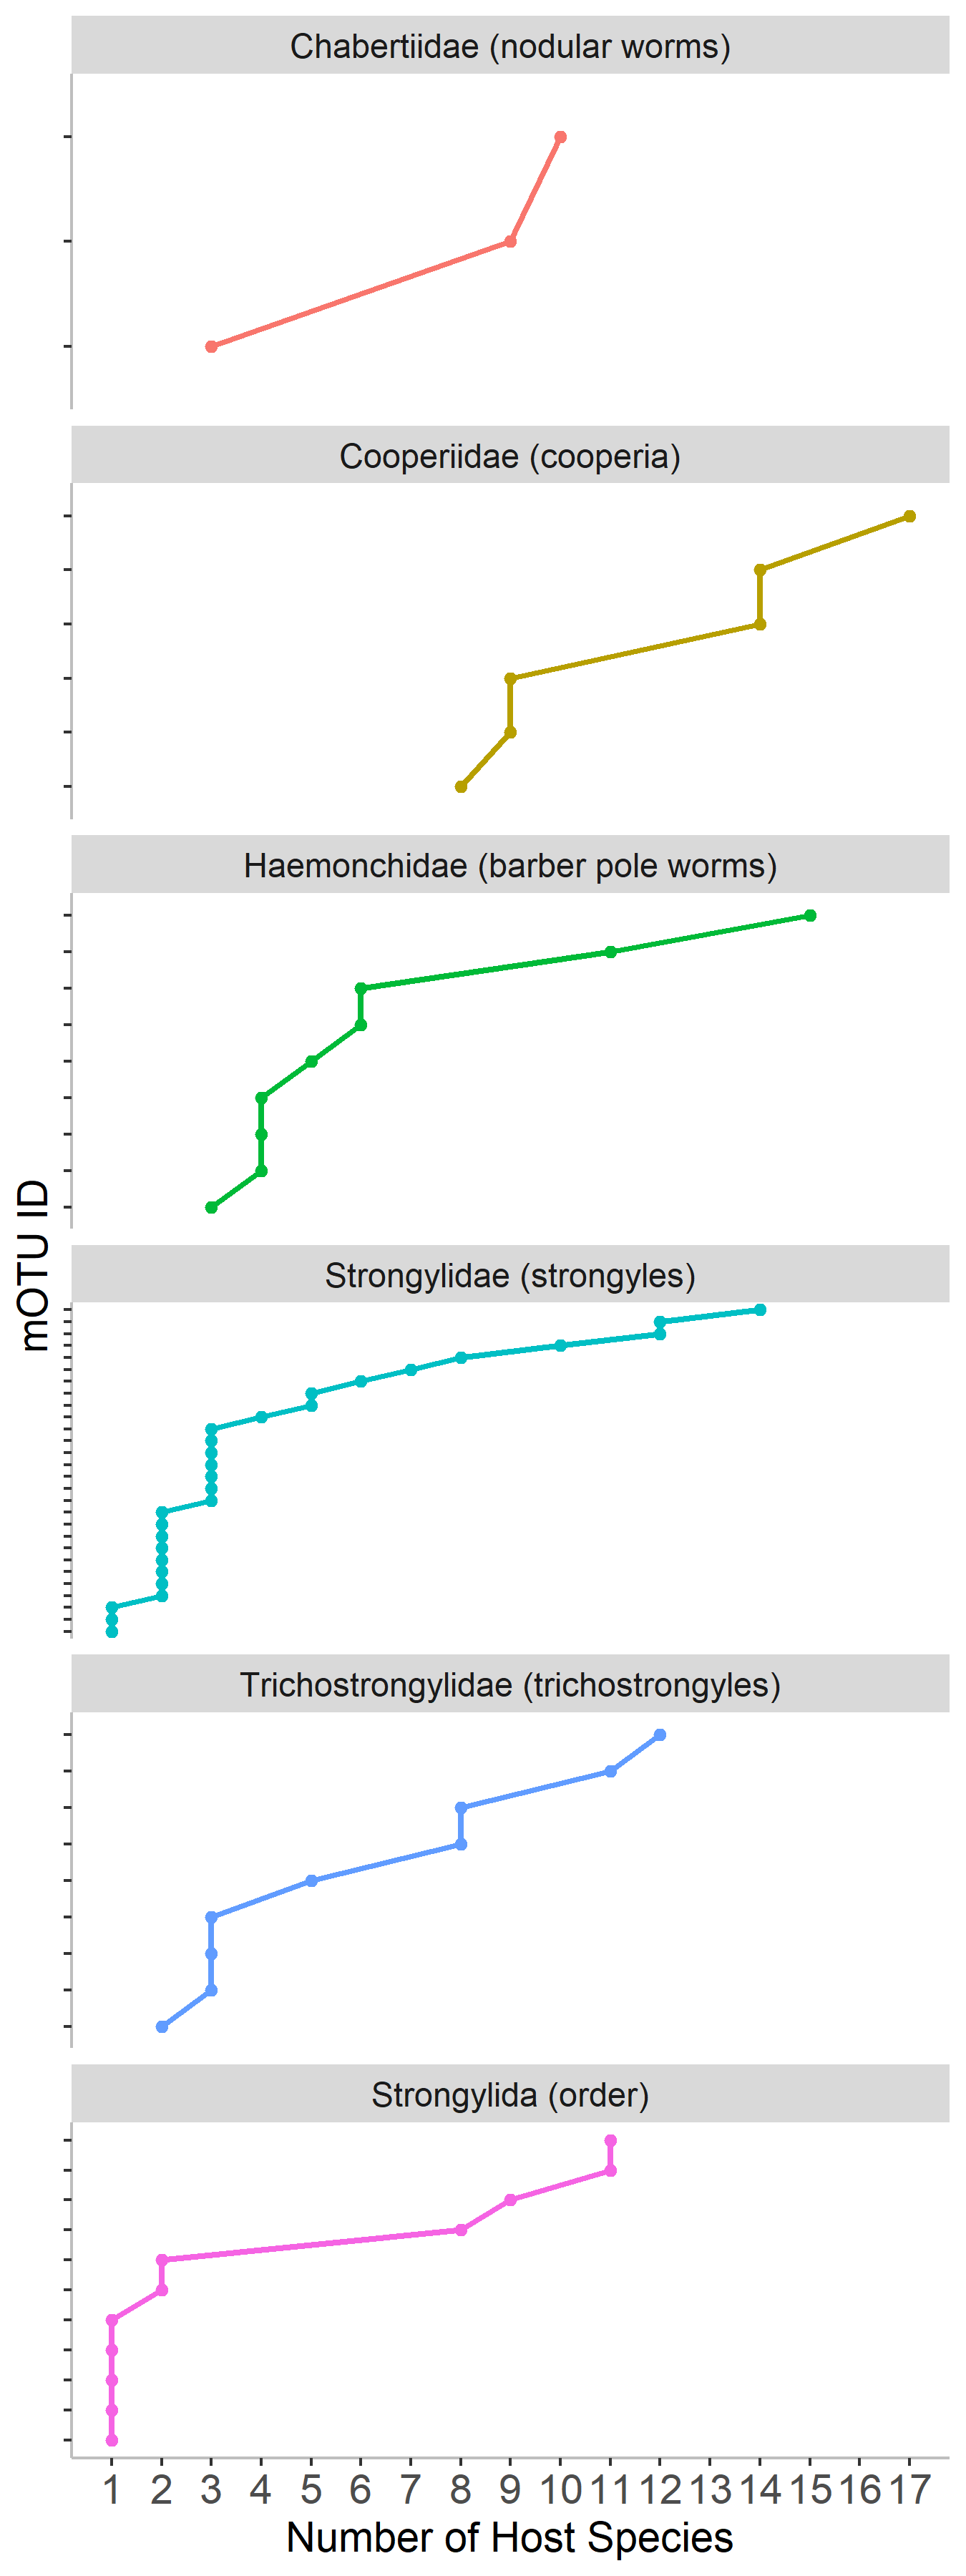 Chabertiidae (nodular worms)
Cooperiidae (cooperia)
Haemonchidae (barber pole worms)
mOTU ID
Strongylidae (strongyles)
Trichostrongylidae (trichostrongyles)
Strongylida (order)
1 2 3 4 5 6 7 8 9 10 11 12 13 14 15 16 17
Number of Host Species